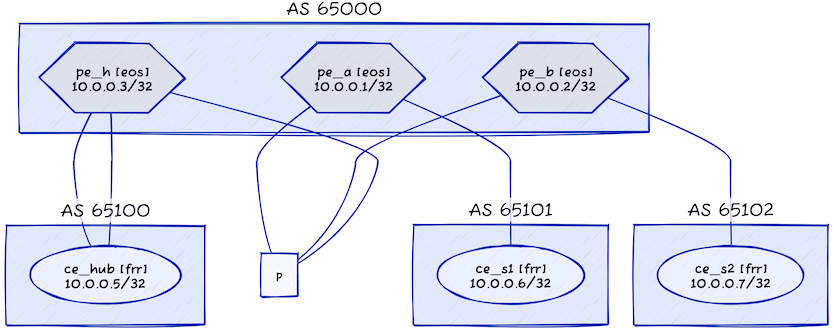 AS 65000
pe_h [eos]
10.0.0.3/32
pe_a [eos]
10.0.0.1/32
pe_b [eos]
10.0.0.2/32
AS 65100
AS 65101
AS 65102
ce_hub [frr]
10.0.0.5/32
p
ce_s1 [frr]
10.0.0.6/32
ce_s2 [frr]
10.0.0.7/32